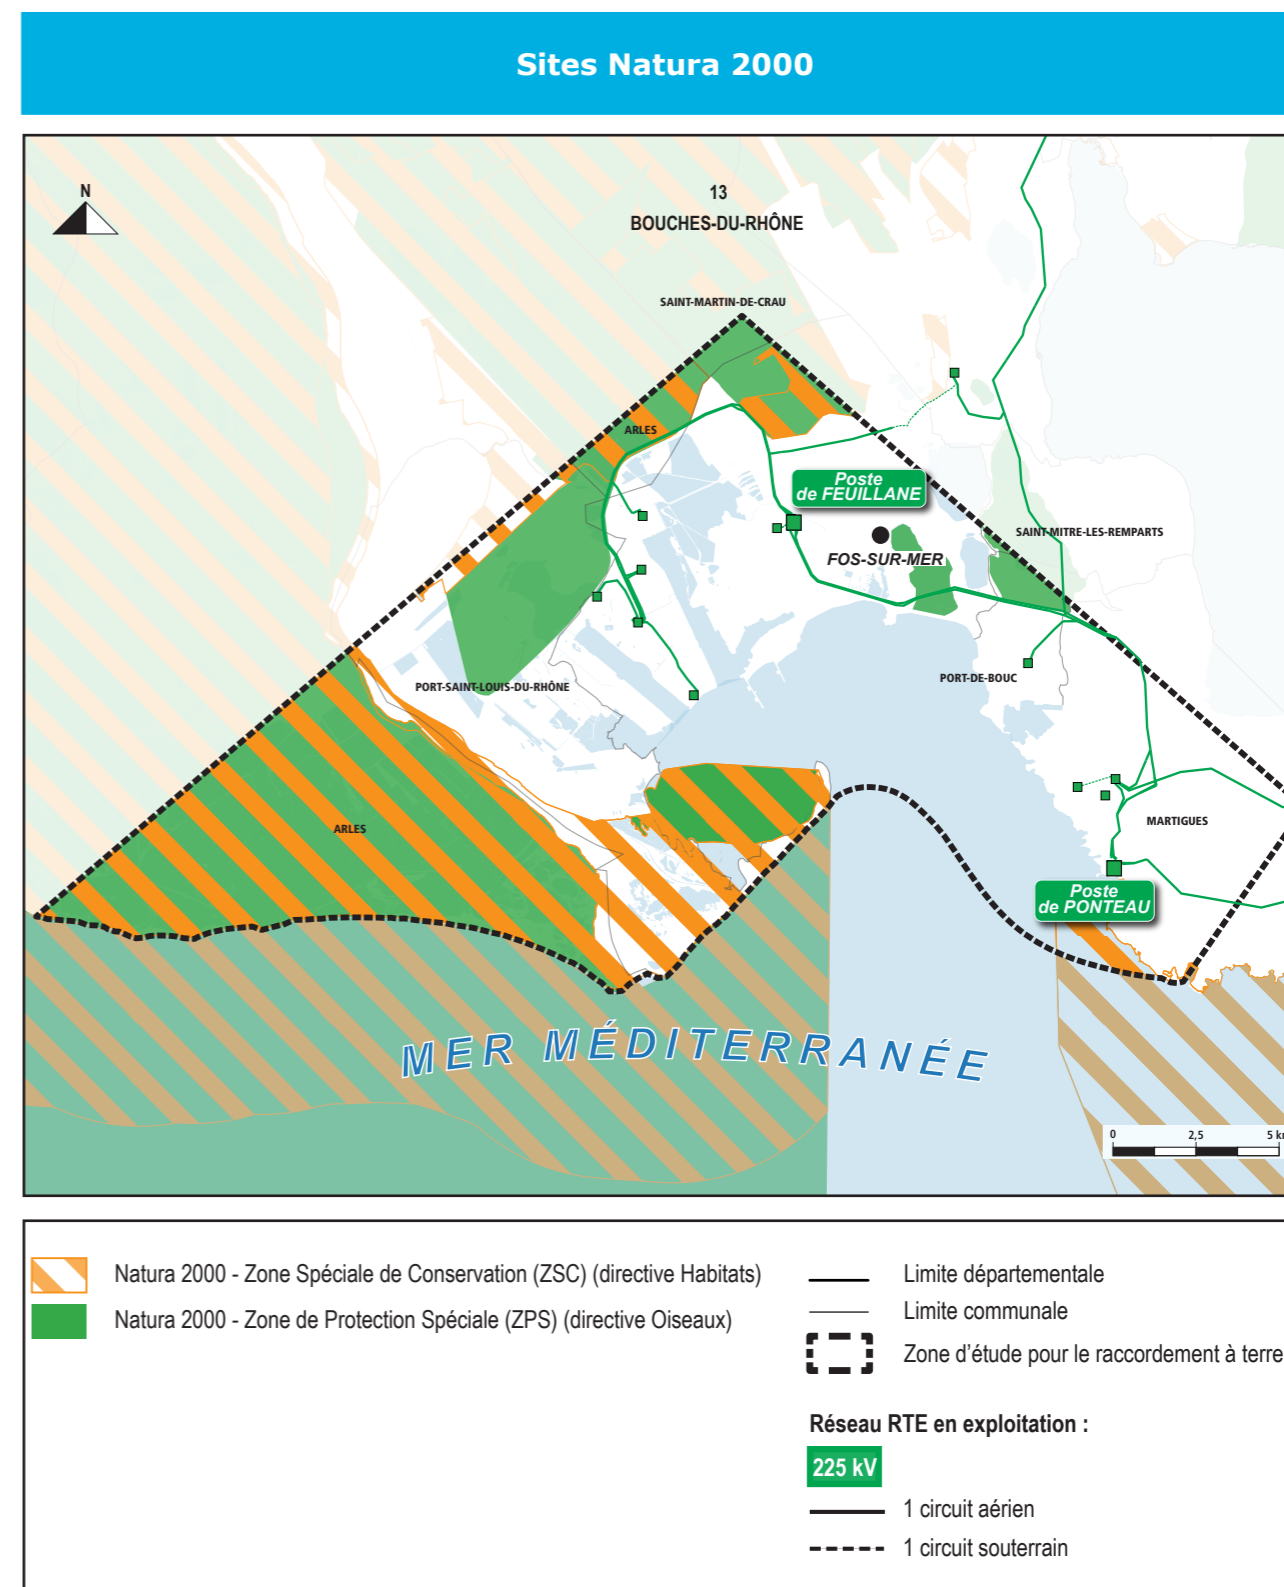 Sites Natura 2000
N
13
BOUCHES-DU-RHÔNE
SAINT-MARTIN-DE-CRAU
ARLES
Poste
de FEUILLANE
SAINT-MITRE-LES-REMPARTS
FOS-SUR-MER
PORT-DE-BOUC
PORT-SAINT-LOUIS-DU-RHÔNE
ARLES
MARTIGUES
Poste
de PONTEAU
MER MÉDITERRANÉE
0 2,5 5 k
Natura 2000 - Zone Spéciale de Conservation (ZSC) (directive Habitats)
Natura 2000 - Zone de Protection Spéciale (ZPS) (directive Oiseaux)
Limite départementale
Limite communale
Zone d'étude pour le raccordement à terre
Réseau RTE en exploitation :
225 kV
1 circuit aérien
1 circuit souterrain